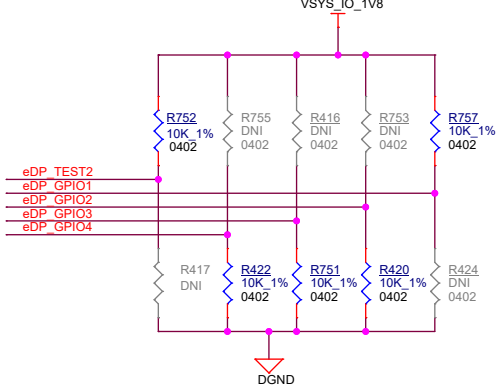 VSYS_IO_1V8
R752
10K_1%
0402
R755
DNI
0402
R416
DNI
0402
R753
DNI
0402
R757
10K_1%
0402
eDP_TEST2
eDP_GPIO1
eDP_GPIO2
eDP_GPIO3
eDP_GPIO4
R417
DNI
R422
10K_1%
0402
R751
10K_1%
0402
R420
10K_1%
0402
R424
DNI
0402
DGND